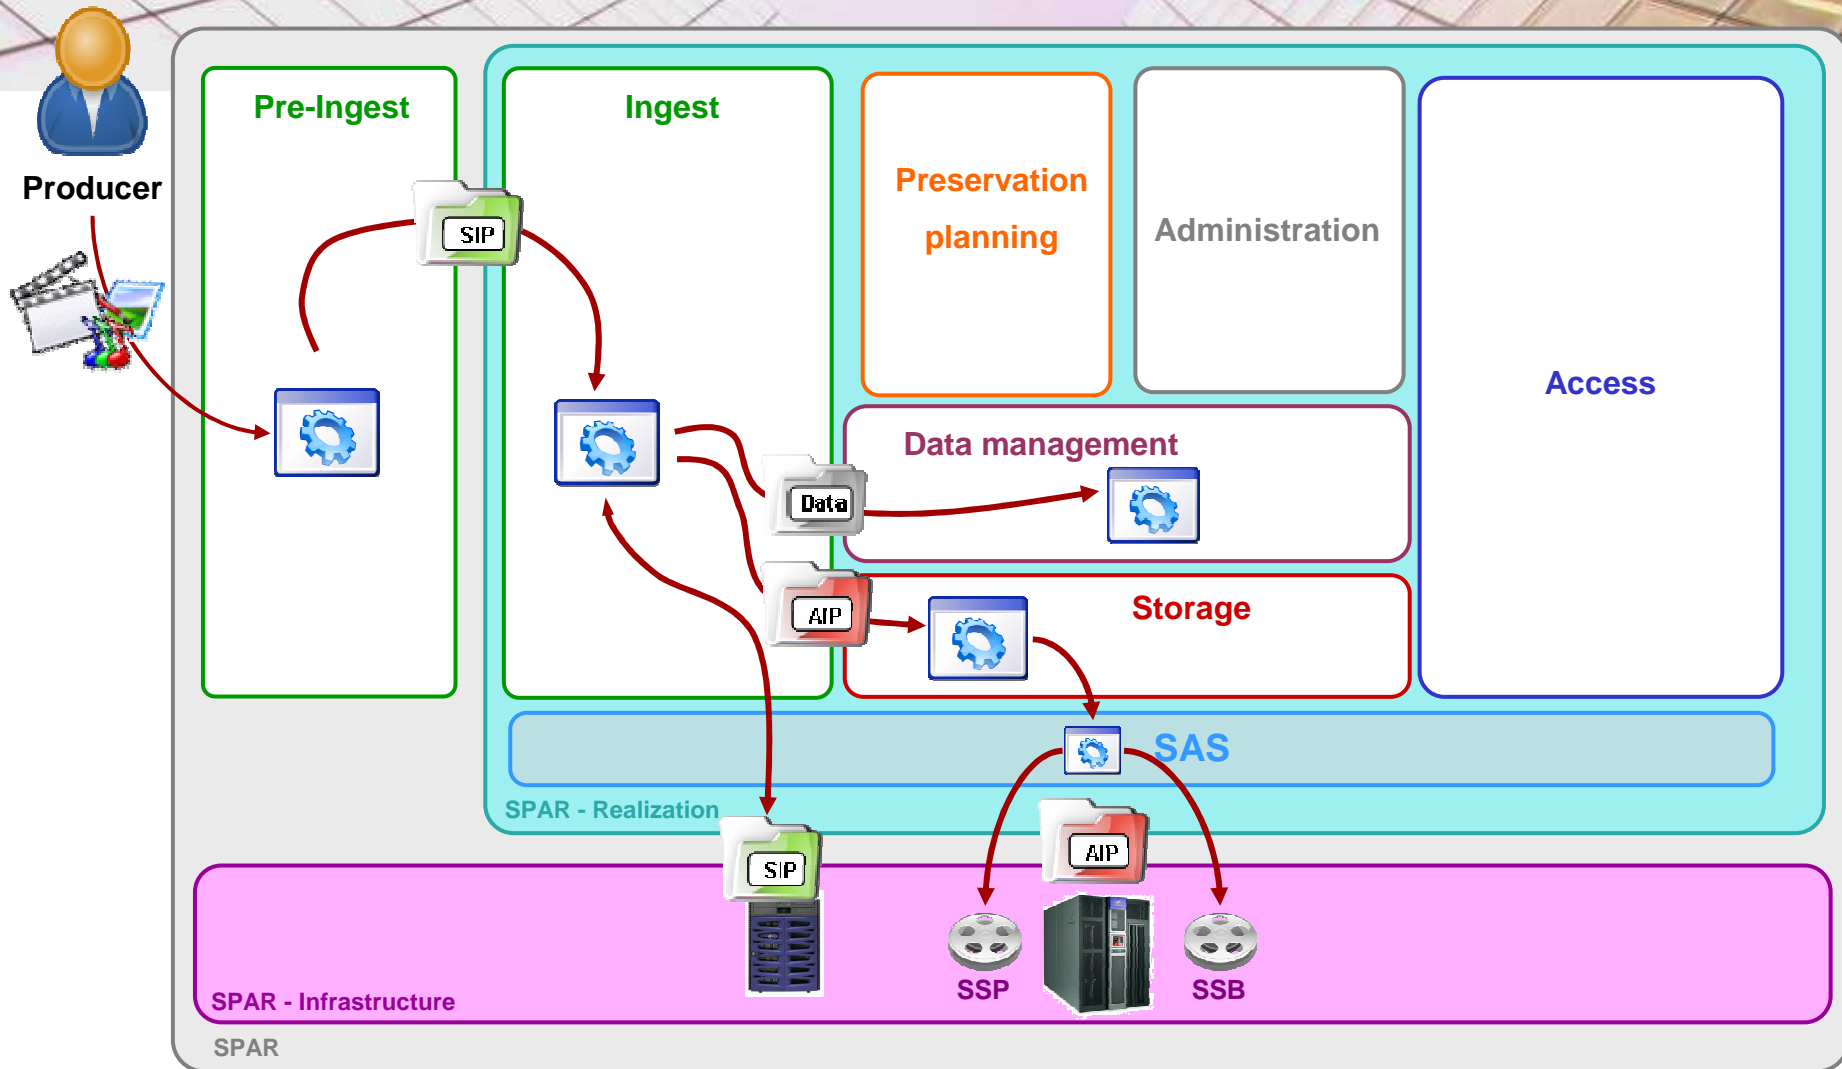 Producer
Pre-Ingest
SIP
Ingest
Preservation
planning
Administration
Access
Data management
Data
AIP
Storage
SAS
SPAR - Realization
SIP
AIP
SSP
SSB
SPAR - Infrastructure
SPAR